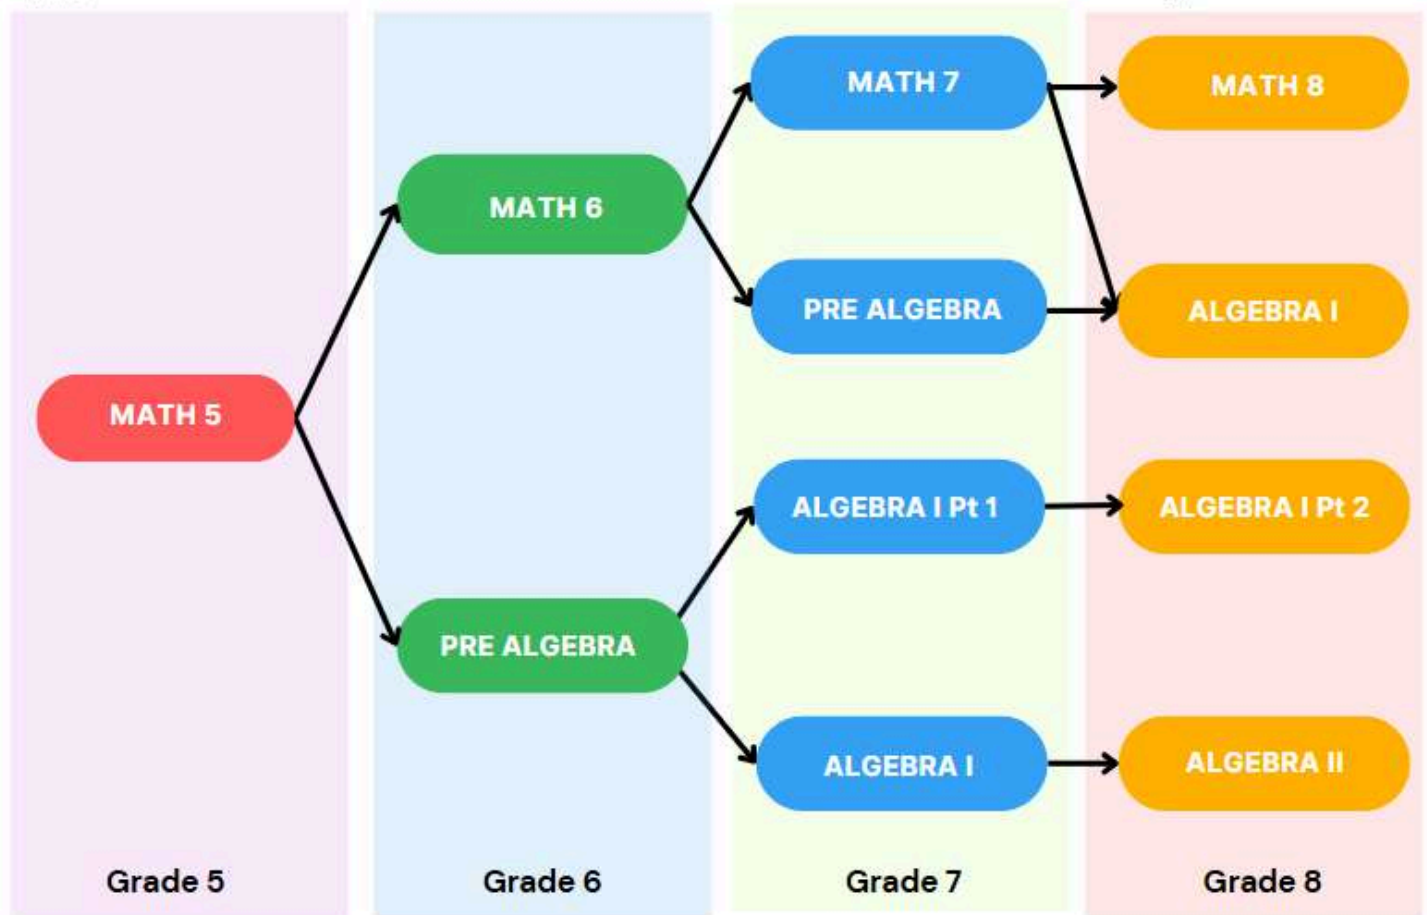 MATH 5
MATH 6
PRE ALGEBRA
MATH 7
PRE ALGEBRA
ALGEBRA I Pt 1
ALGEBRA I
MATH 8
ALGEBRA I
ALGEBRA I Pt 2
ALGEBRA II
Grade 5
Grade 6
Grade 7
Grade 8